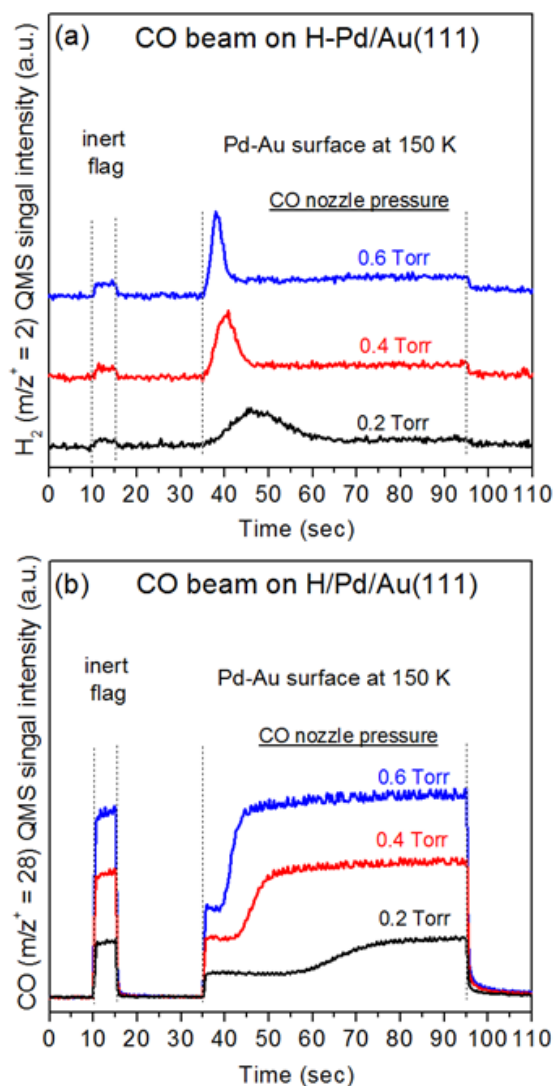 (a) CO beam on H-Pd/Au(111)
inert
flag
Pd-Au surface at 150 K
CO nozzle pressure
0.6 Torr
0.4 Torr
0.2 Torr
H₂ (m/z⁺ = 2) QMS singal intensity (a.u.)
0 10 20 30 40 50 60 70 80 90 100 110
Time (sec)
(b) CO beam on H/Pd/Au(111)
inert
flag
Pd-Au surface at 150 K
CO nozzle pressure
0.6 Torr
0.4 Torr
0.2 Torr
CO (m/z⁺ = 28) QMS singal intensity (a.u.)
0 10 20 30 40 50 60 70 80 90 100 110
Time (sec)